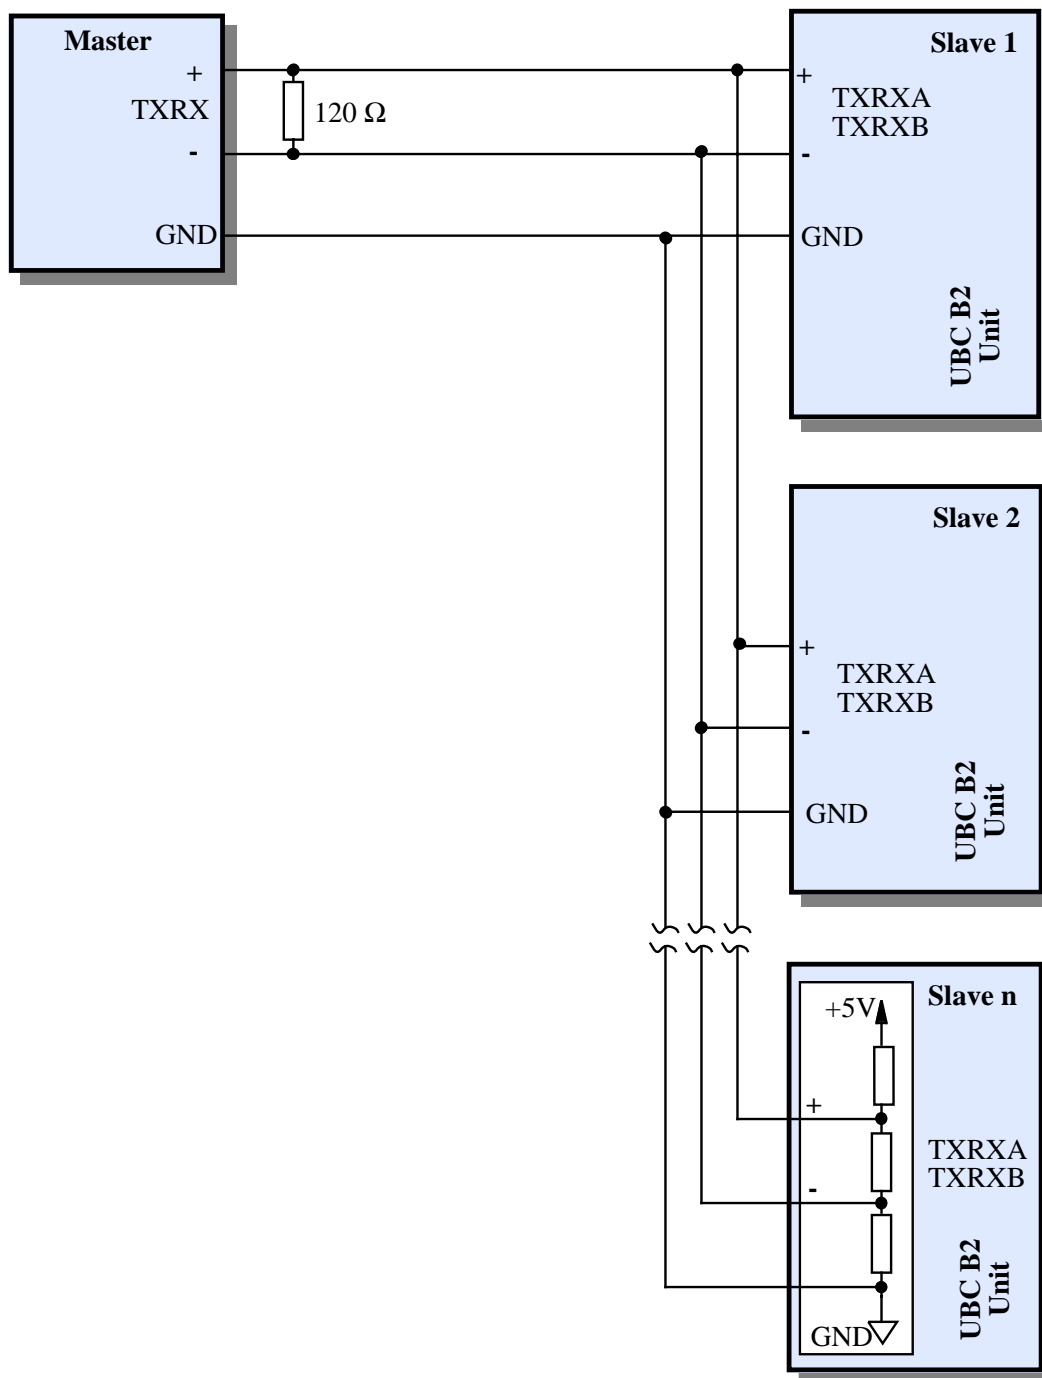 Master
+
TXRX
-
GND
120 Ω
Slave 1
+
TXRXA
TXRXB
-
GND
UBC B2
Unit
Slave 2
+
TXRXA
TXRXB
-
GND
UBC B2
Unit
Slave n
+5V
+
TXRXA
TXRXB
-
UBC B2
Unit
GND